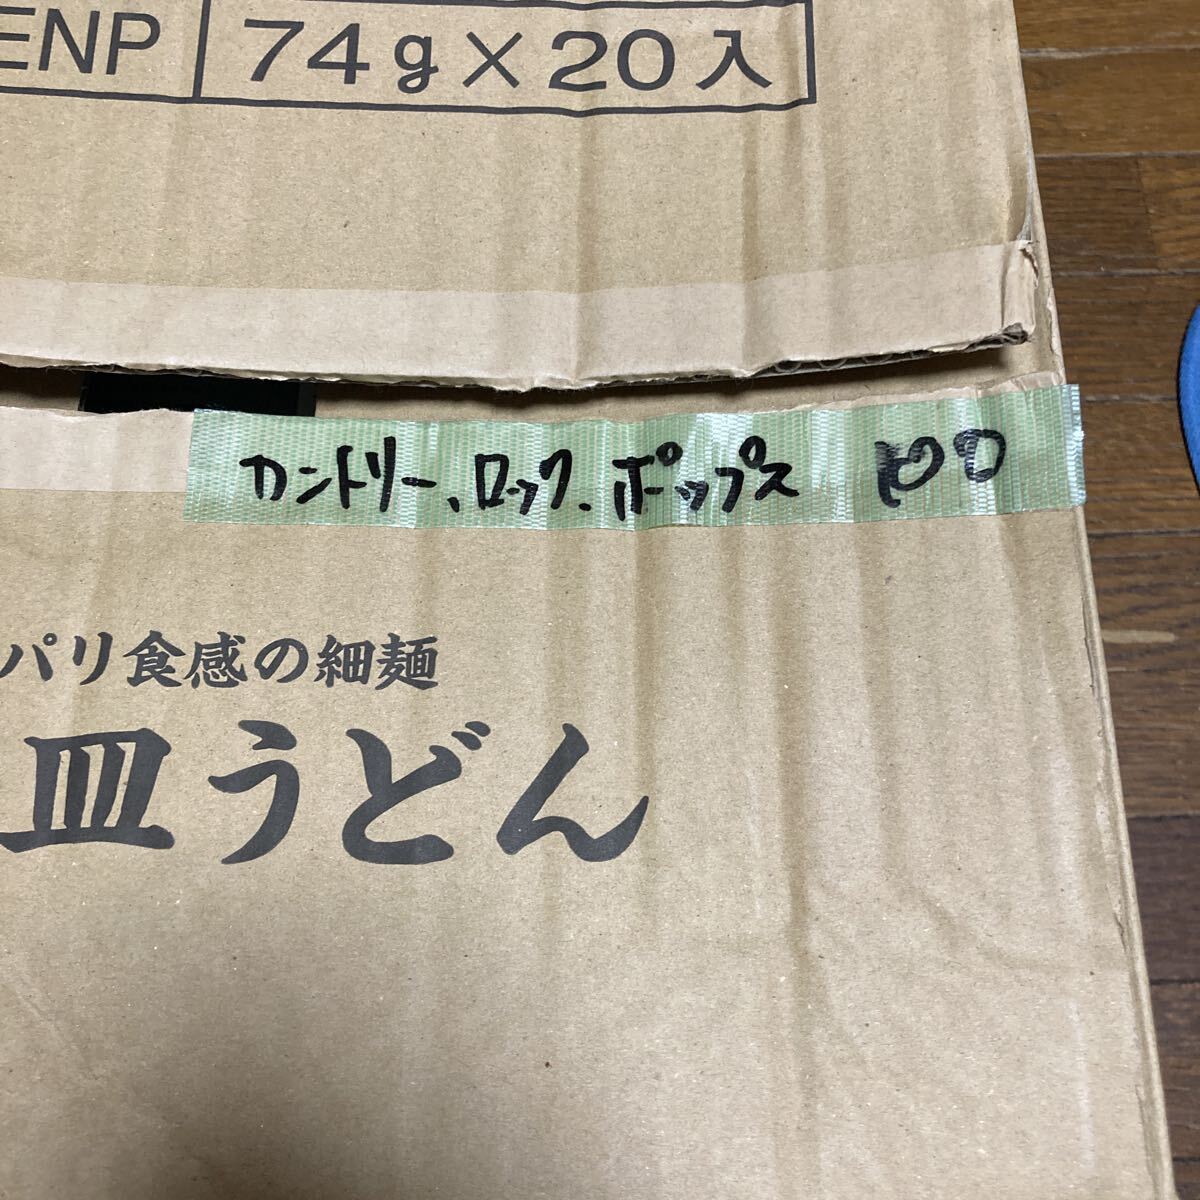 ENP 74g×20入
カントリー、ロック、ポップス 100
パリ食感の細麺
皿うどん